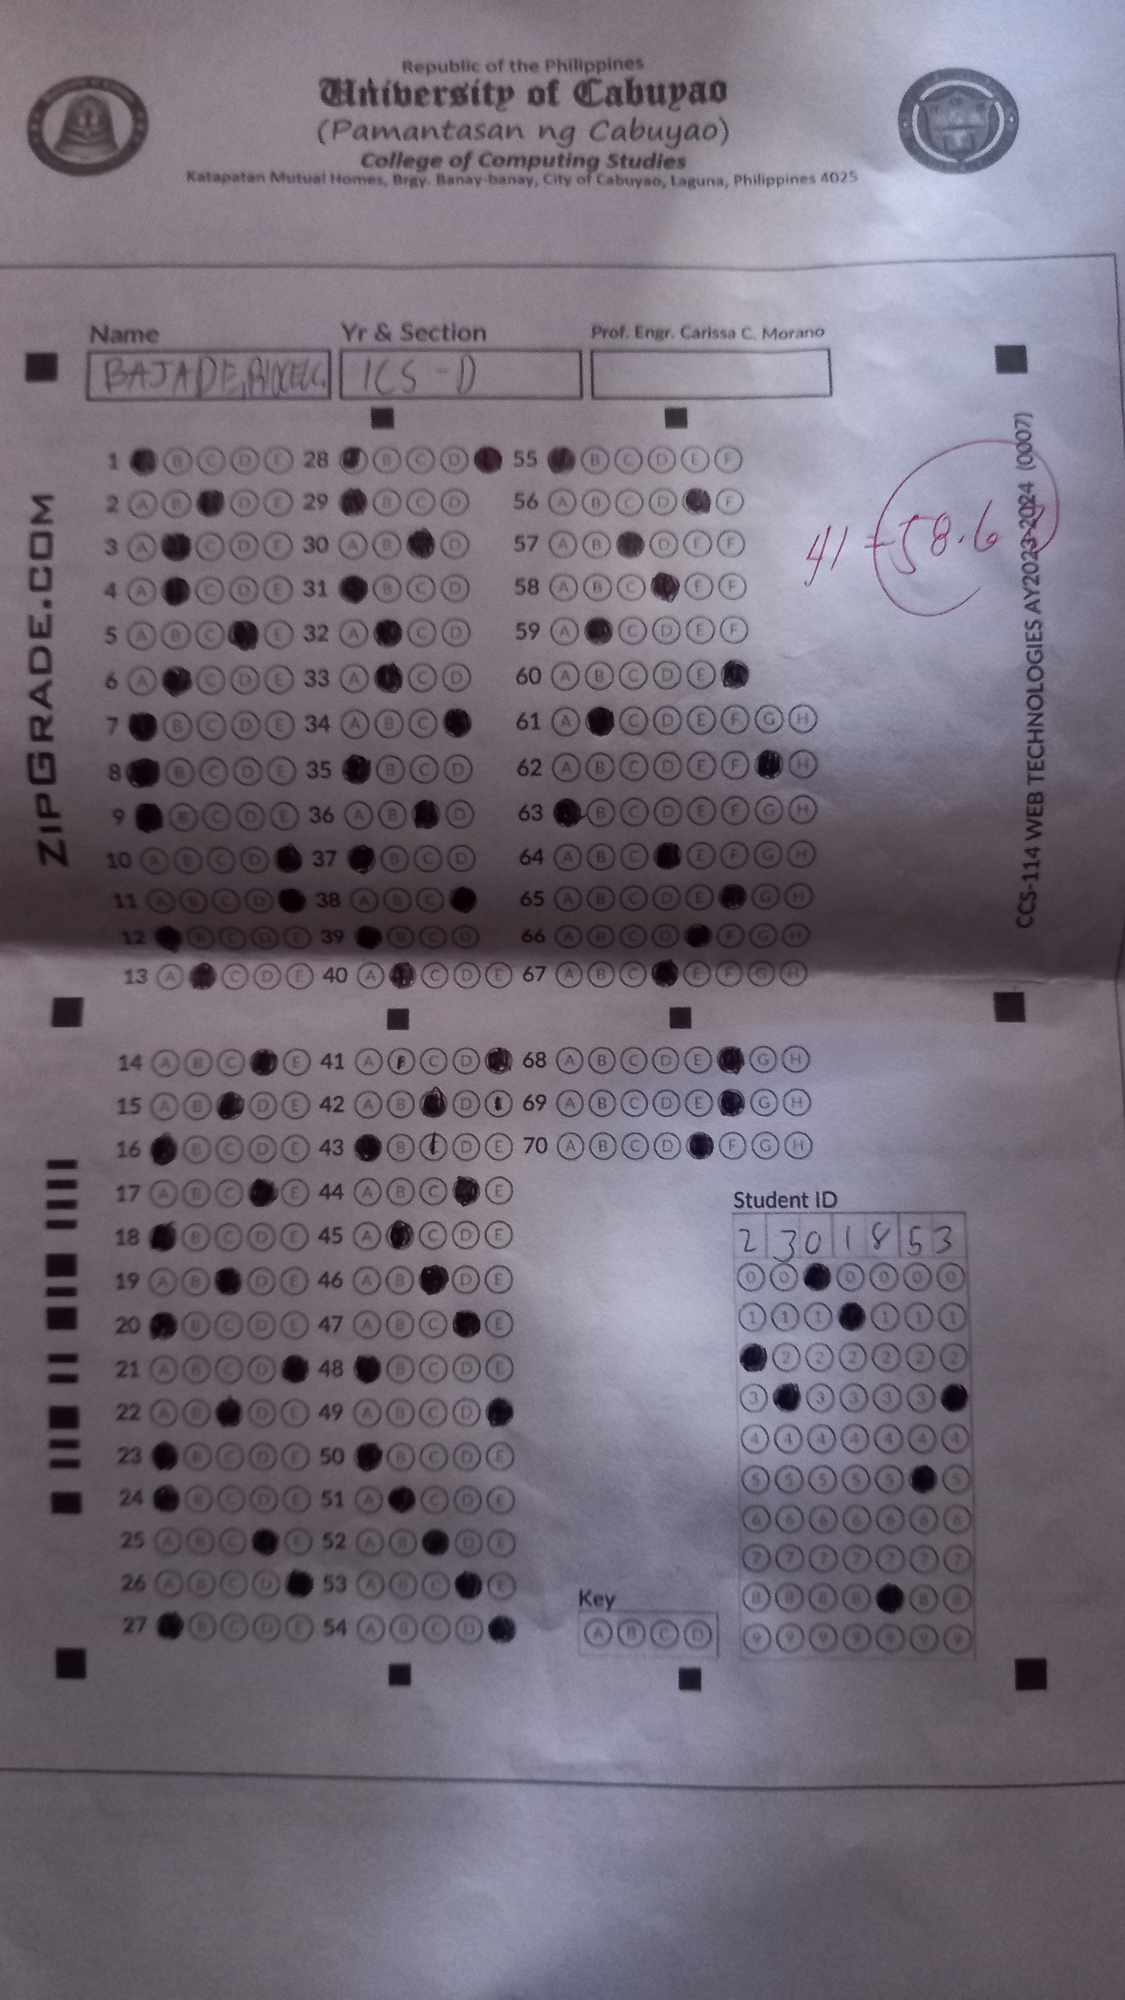 Republic of the Philippines
University of Cabuyao
(Pamantasan ng Cabuyao)
College of Computing Studies
Katapatan Mutual Homes, Brgy. Banay-banay, City of Cabuyao, Laguna, Philippines 4025
Name
Yr & Section
Prof. Engr. Carissa C. Morano
BAJADE,
1CS - D
ZIPGRADE.COM
CCS-114 WEB TECHNOLOGIES AY2023-2024 (0007)
41 = 58.6
1 B C D E 28 B C D 55 B C D E F
2 A B D E 29 B C D 56 A B C D F
3 A C D E 30 A B D 57 A B D E F
4 A C D E 31 B C D 58 A B C E F
5 A B C E 32 A C D 59 A C D E F
6 A C D E 33 A C D 60 A B C D E
7 B C D E 34 A B C 61 A C D E F G H
8 B C D E 35 B C D 62 A B C D E F H
9 B C D E 36 A B D 63 B C D E F G H
10 A B C D 37 B C D 64 A B C E F G H
11 A B C D 38 A B C 65 A B C D E G H
12 B C D E 39 B C D 66 A B C D F G H
13 A C D E 40 A C D E 67 A B C E F G H
14 A B C E 41 A C D 68 A B C D E G H
15 A B D E 42 A B D 69 A B C D E G H
16 B C D E 43 B D E 70 A B C D F G H
17 A B C E 44 A B C E
18 B C D E 45 A C D E
19 A B D E 46 A B D E
20 B C D E 47 A B C E
21 A B C D 48 B C D E
22 A B D E 49 A B C D
23 B C D E 50 B C D E
24 B C D E 51 A C D E
25 A B C E 52 A B D E
26 A B C D 53 A B C E
27 B C D E 54 A B C D
Student ID
2 3 0 1 8 5 3
0 0 0 0 0 0
1 1 1 1 1 1
2 2 2 2 2 2
3 3 3 3 3
4 4 4 4 4 4 4
5 5 5 5 5 5
6 6 6 6 6 6 6
7 7 7 7 7 7 7
8 8 8 8 8 8
9 9 9 9 9 9 9
Key
A B C D